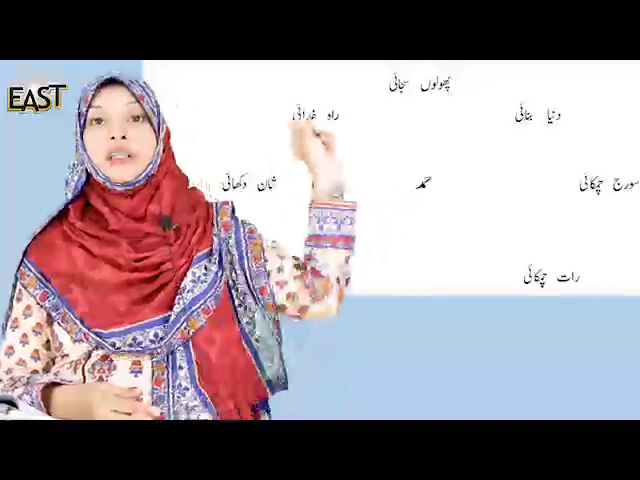 EAST
پھولوں سجائی
دنیا بنائی
راہ
سورج چمکائی
حمد
شان دکھائی
رات چمکائی